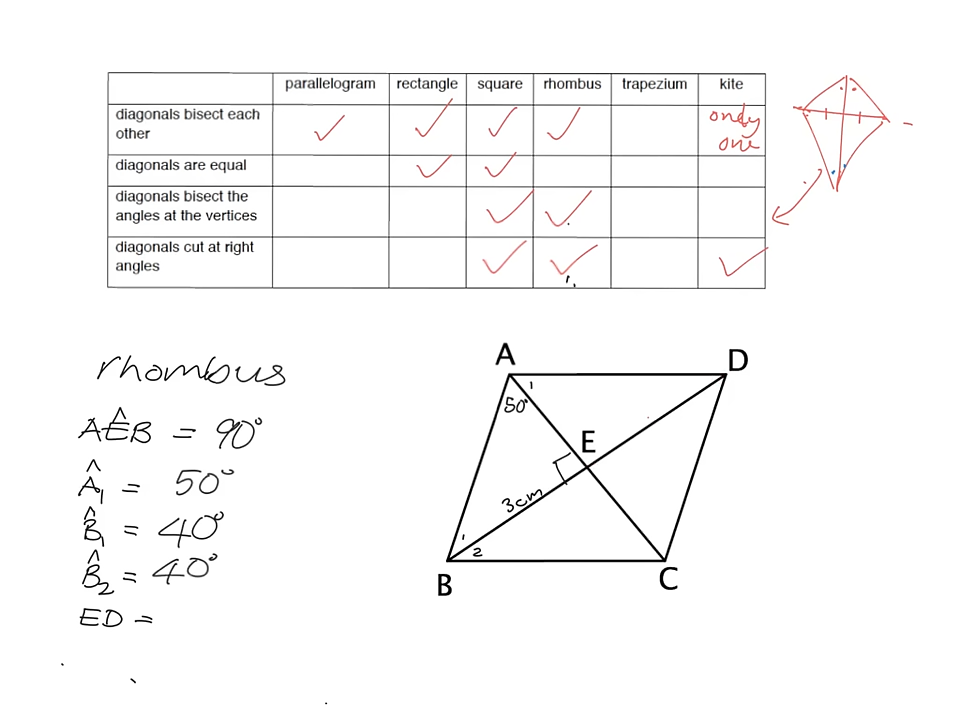 parallelogram rectangle square rhombus trapezium kite
diagonals bisect each
other
✓ ✓ ✓ ✓ only
one
diagonals are equal ✓ ✓
diagonals bisect the
angles at the vertices ✓ ✓
diagonals cut at right
angles ✓ ✓ ✓
rhombus
AÊB = 90°
Â₁ = 50°
B̂₁ = 40°
B̂₂ = 40°
ED =
A D
1
50°
E
3cm
1
2
B C